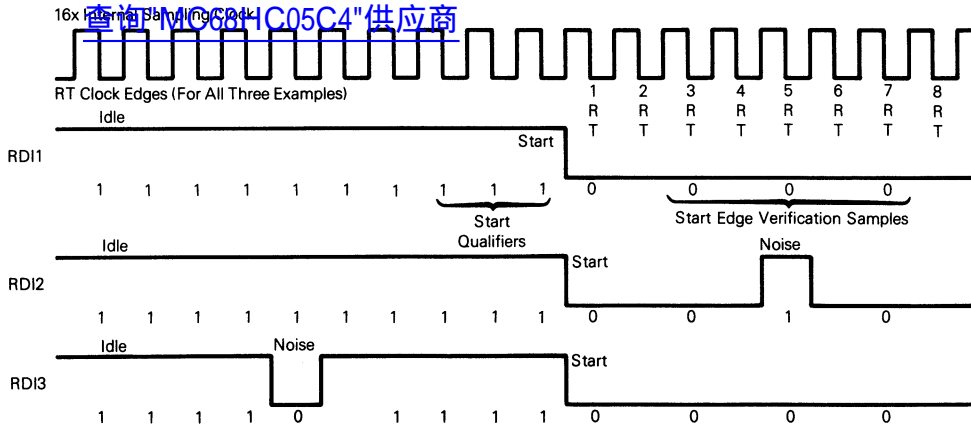 16x Internal Sampling Clock
查询"MC68HC05C4"供应商
RT Clock Edges (For All Three Examples)
1 2 3 4 5 6 7 8
R R R R R R R R
T T T T T T T T
Idle
Start
RDI1
1 1 1 1 1 1 1 1 1 1 0 0 0 0
Start
Qualifiers
Start Edge Verification Samples
Idle
Start
Noise
RDI2
1 1 1 1 1 1 1 1 1 1 0 0 1 0
Idle
Noise
Start
RDI3
1 1 1 1 0 1 1 1 1 0 0 0 0